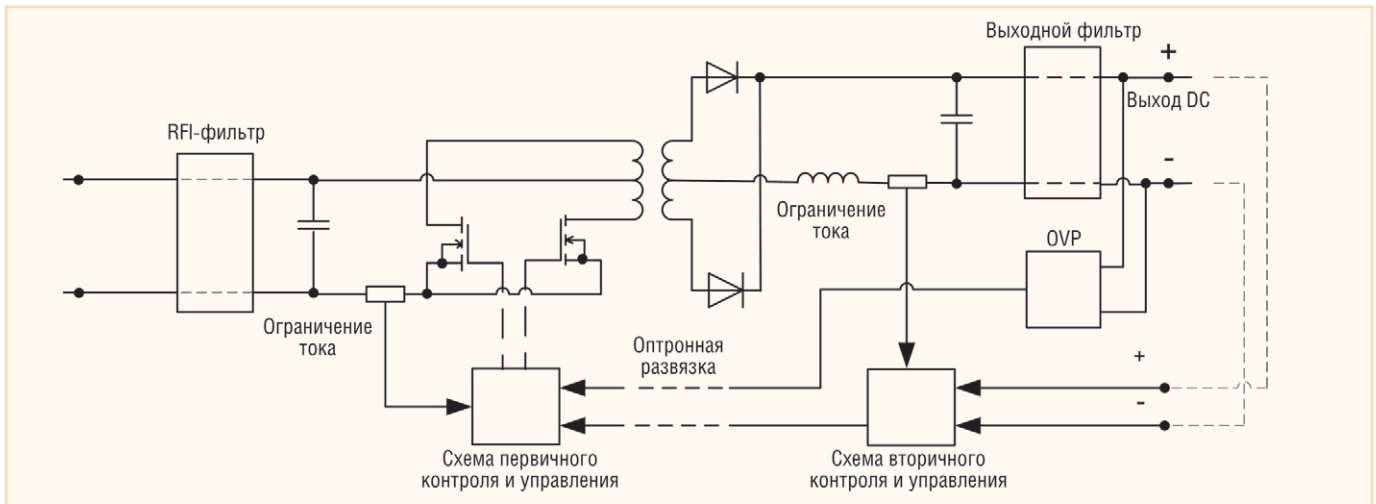 Выходной фильтр
+
Выход DC
RFI-фильтр
-
Ограничение
тока
OVP
Ограничение
тока
Оптронная
развязка
+
-
Схема первичного
контроля и управления
Схема вторичного
контроля и управления